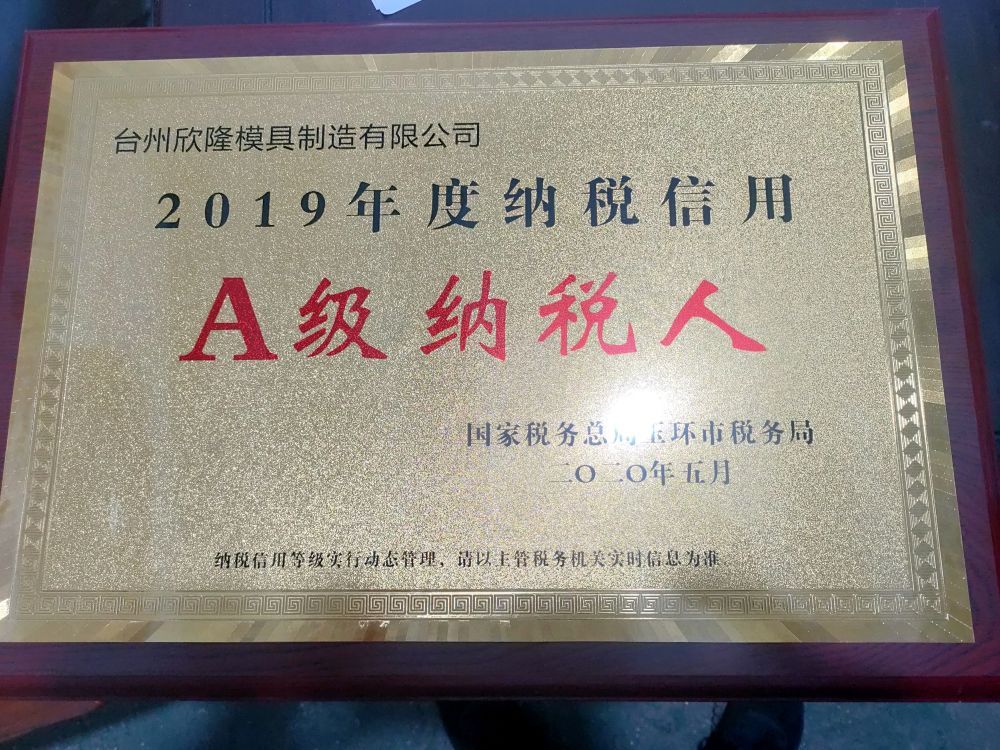 台州欣隆模具制造有限公司
2019年度纳税信用
A级纳税人
国家税务总局玉环市税务局
二〇二〇年五月
纳税信用等级实行动态管理,请以主管税务机关实时信息为准